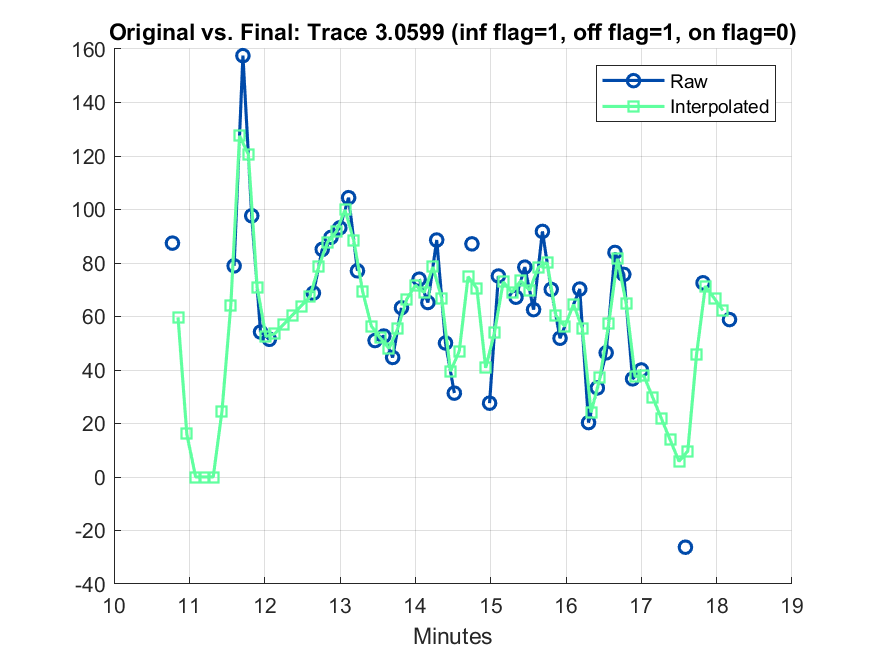 Original vs. Final: Trace 3.0599 (inf flag=1, off flag=1, on flag=0)
Raw
Interpolated
160
140
120
100
80
60
40
20
0
-20
-40
10 11 12 13 14 15 16 17 18 19
Minutes